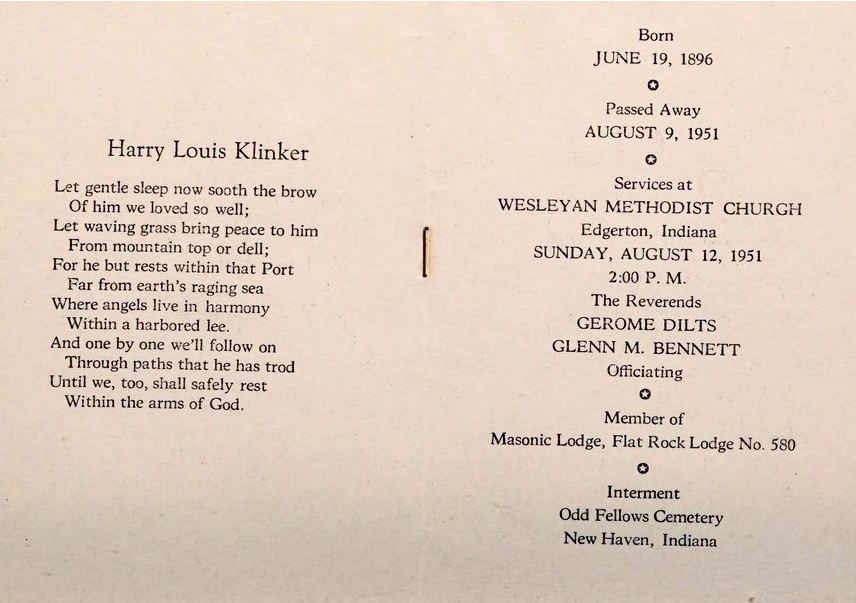 Harry Louis Klinker
Let gentle sleep now sooth the brow
Of him we loved so well;
Let waving grass bring peace to him
From mountain top or dell;
For he but rests within that Port
Far from earth's raging sea
Where angels live in harmony
Within a harbored lee.
And one by one we'll follow on
Through paths that he has trod
Until we, too, shall safely rest
Within the arms of God.
Born
JUNE 19, 1896
Passed Away
AUGUST 9, 1951
Services at
WESLEYAN METHODIST CHURGH
Edgerton, Indiana
SUNDAY, AUGUST 12, 1951
2:00 P. M.
The Reverends
GEROME DILTS
GLENN M. BENNETT
Officiating
Member of
Masonic Lodge, Flat Rock Lodge No. 580
Interment
Odd Fellows Cemetery
New Haven, Indiana